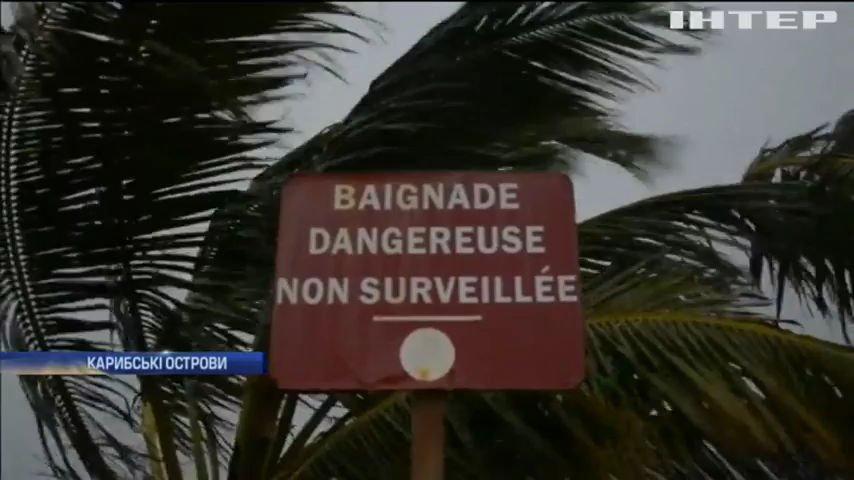 ІНТЕР
BAIGNADE
DANGEREUSE
NON SURVEILLÉE
КАРИБСЬКІ ОСТРОВИ